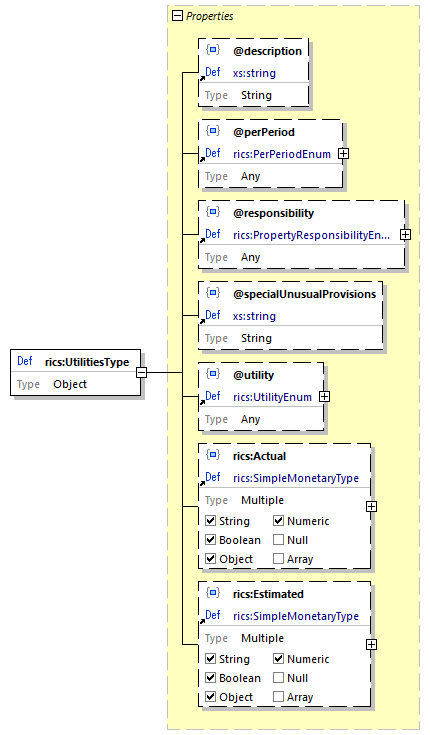 Properties
@description
Def xs:string
Type String
@perPeriod
Def rics:PerPeriodEnum
Type Any
@responsibility
Def rics:PropertyResponsibilityEn...
Type Any
@specialUnusualProvisions
Def xs:string
Type String
Def rics:UtilitiesType
Type Object
@utility
Def rics:UtilityEnum
Type Any
rics:Actual
Def rics:SimpleMonetaryType
Type Multiple
String Numeric
Boolean Null
Object Array
rics:Estimated
Def rics:SimpleMonetaryType
Type Multiple
String Numeric
Boolean Null
Object Array